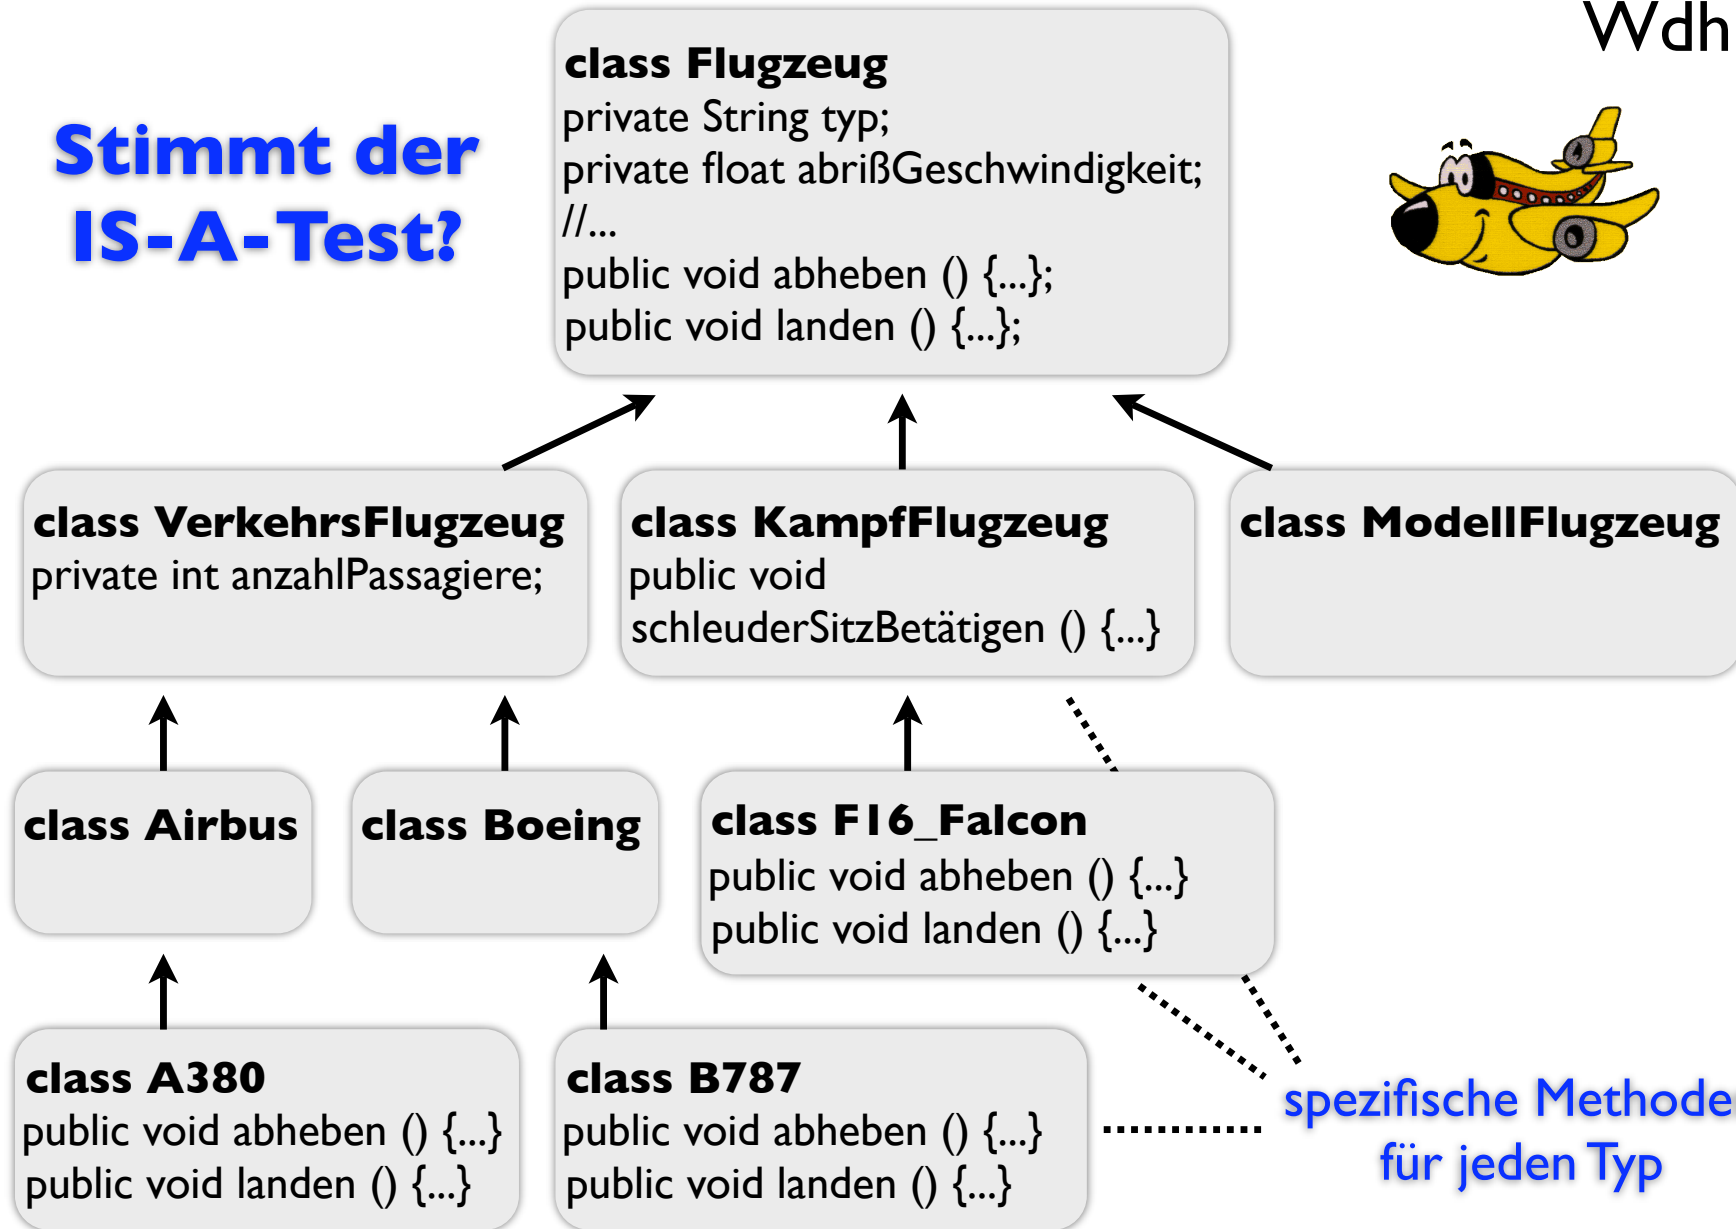 Wdh
Stimmt der
IS-A-Test?
class Flugzeug
private String typ;
private float abrißGeschwindigkeit;
//...
public void abheben () {...};
public void landen () {...};
class VerkehrsFlugzeug
private int anzahlPassagiere;
class KampfFlugzeug
public void
schleuderSitzBetätigen () {...}
class ModellFlugzeug
class Airbus
class Boeing
class F16_Falcon
public void abheben () {...}
public void landen () {...}
class A380
public void abheben () {...}
public void landen () {...}
class B787
public void abheben () {...}
public void landen () {...}
spezifische Methode
für jeden Typ